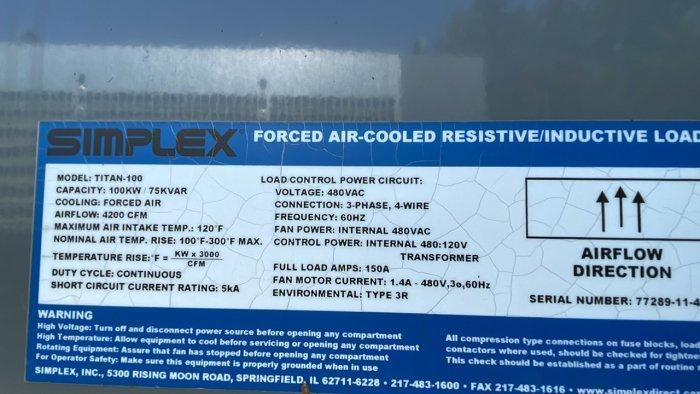 SIMPLEX FORCED AIR-COOLED RESISTIVE/INDUCTIVE LOAD
MODEL: TITAN-100
CAPACITY: 100KW / 75KVAR
COOLING: FORCED AIR
AIRFLOW: 4200 CFM
MAXIMUM AIR INTAKE TEMP.: 120°F
NOMINAL AIR TEMP. RISE: 100°F-300°F MAX.
TEMPERATURE RISE:°F = KW x 3000
CFM
DUTY CYCLE: CONTINUOUS
SHORT CIRCUIT CURRENT RATING: 5kA
LOAD CONTROL POWER CIRCUIT:
VOLTAGE: 480VAC
CONNECTION: 3-PHASE, 4-WIRE
FREQUENCY: 60HZ
FAN POWER: INTERNAL 480VAC
CONTROL POWER: INTERNAL 480:120V
TRANSFORMER
FULL LOAD AMPS: 150A
FAN MOTOR CURRENT: 1.4A - 480V,3ø,60Hz
ENVIRONMENTAL: TYPE 3R
AIRFLOW
DIRECTION
SERIAL NUMBER: 77289-11-4
WARNING
High Voltage: Turn off and disconnect power source before opening any compartment
High Temperature: Allow equipment to cool before servicing or opening any compartment
Rotating Equipment: Assure that fan has stopped before opening any compartment
For Operator Safety: Make sure this equipment is properly grounded when in use
All compression type connections on fuse blocks, load
contactors where used, should be checked for tightne
This check should be established as a part of routine
SIMPLEX, INC., 5300 RISING MOON ROAD, SPRINGFIELD, IL 62711-6228 • 217-483-1600 • FAX 217-483-1616 • www.simplexdirect.com